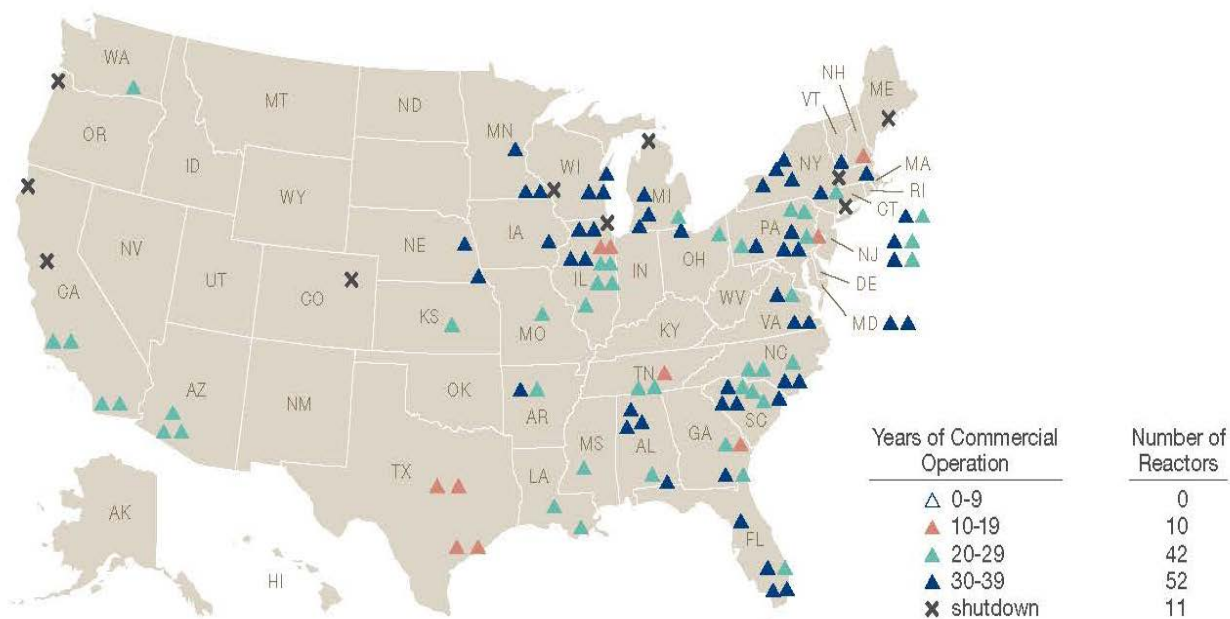 WA
NH
ME
VT
MT
ND
OR
MN
ID
WI
NY
MA
WY
MI
RI
CT
IA
PA
NE
NV
NJ
OH
UT
IL
IN
DE
CA
CO
WV
KS
MO
VA
MD
KY
NC
TN
AZ
OK
NM
AR
SC
MS
AL
GA
TX
LA
AK
HI
FL
Years of Commercial Operation
Number of Reactors
0-9 0
10-19 10
20-29 42
30-39 52
shutdown 11